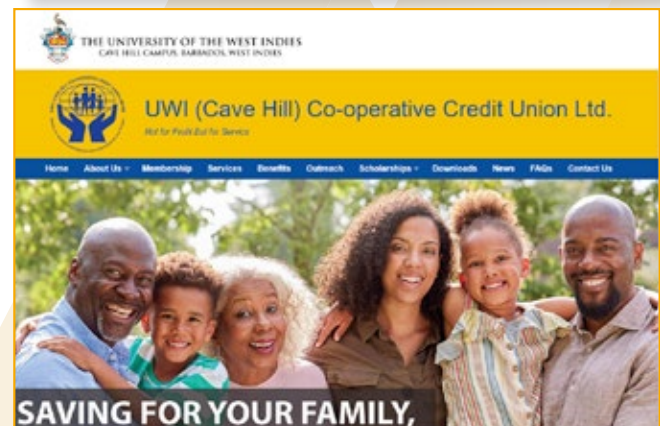 THE UNIVERSITY OF THE WEST INDIES
CAVE HILL CAMPUS, BARBADOS, WEST INDIES
UWI (Cave Hill) Co-operative Credit Union Ltd.
Not for Profit But for Service
Home About Us Membership Services Benefits Outreach Scholarships Downloads News FAQs Contact Us
SAVING FOR YOUR FAMILY,